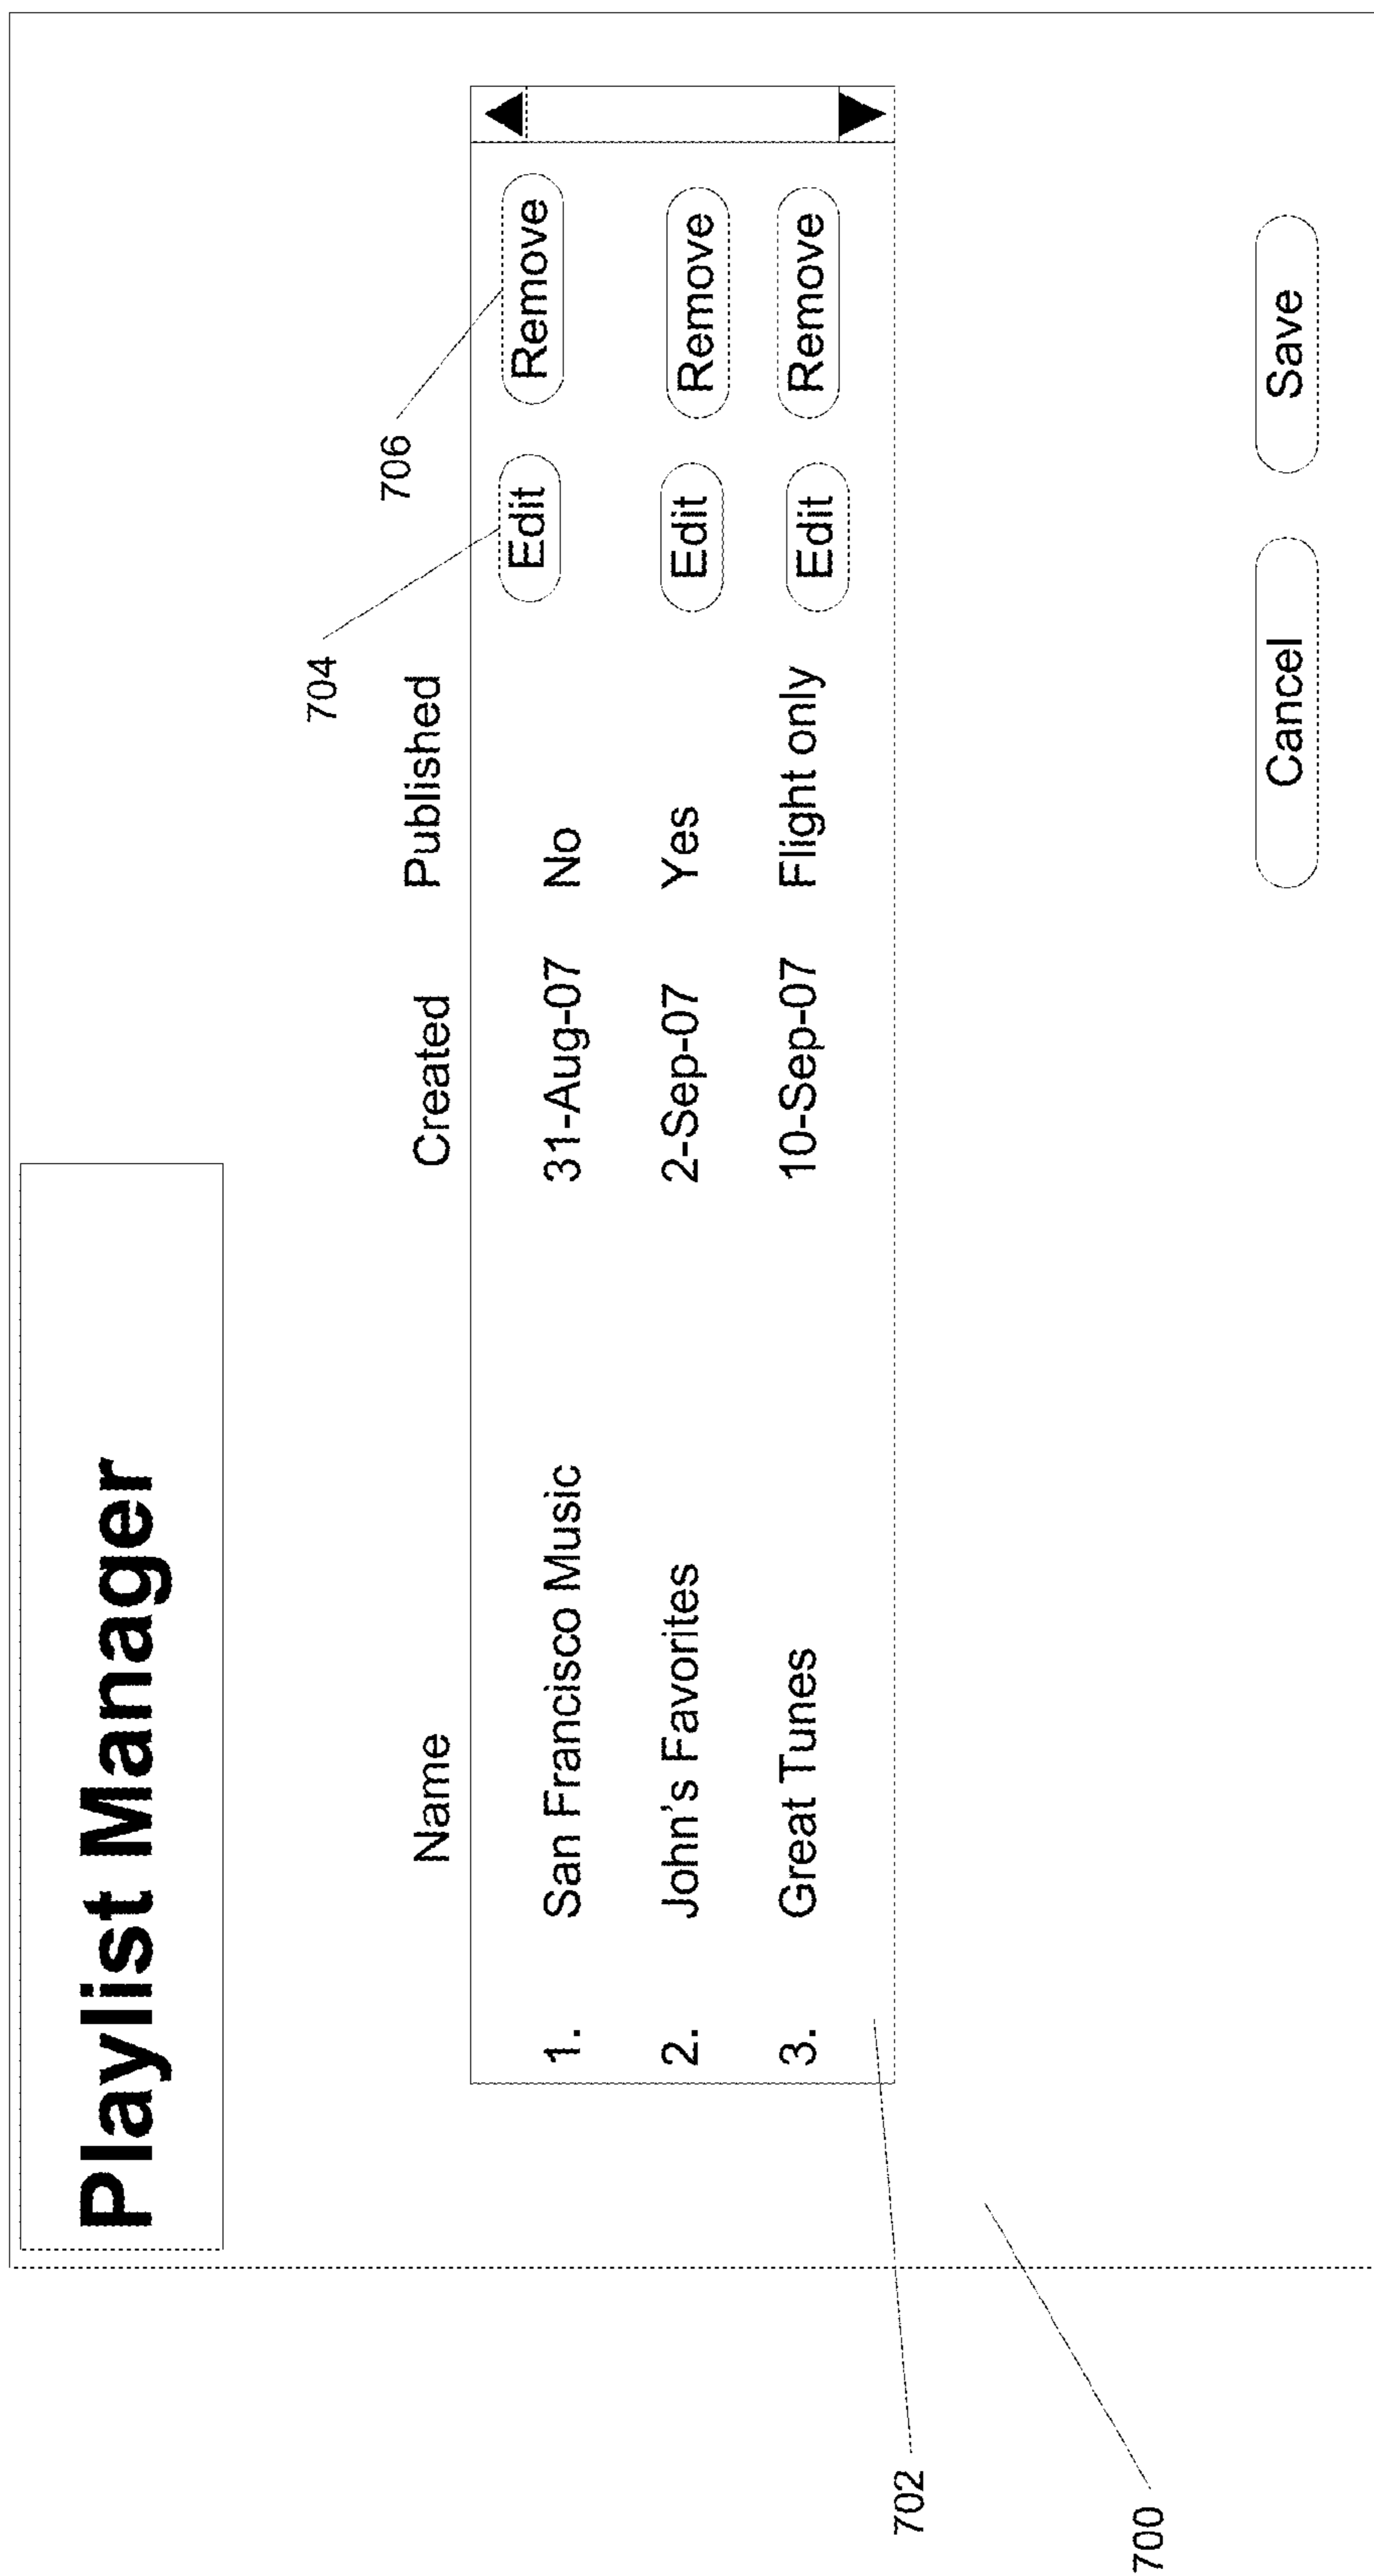 Playlist Manager
704
706
Name Created Published
1. San Francisco Music 31-Aug-07 No Edit Remove
2. John's Favorites 2-Sep-07 Yes Edit Remove
3. Great Tunes 10-Sep-07 Flight only Edit Remove
702
700
Cancel Save